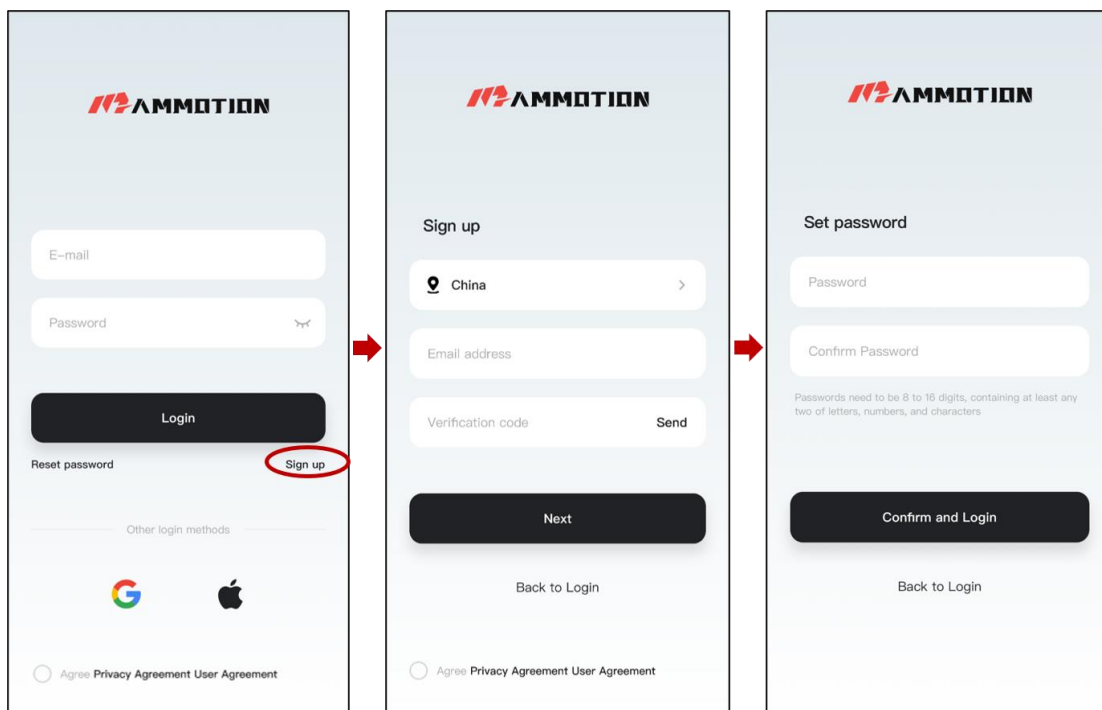 MAMMOTION
E-mail
Password
Login
Reset password
Sign up
Other login methods
Agree Privacy Agreement User Agreement
MAMMOTION
Sign up
China
Email address
Verification code
Send
Next
Back to Login
Agree Privacy Agreement User Agreement
MAMMOTION
Set password
Password
Confirm Password
Passwords need to be 8 to 16 digits, containing at least any
two of letters, numbers, and characters
Confirm and Login
Back to Login